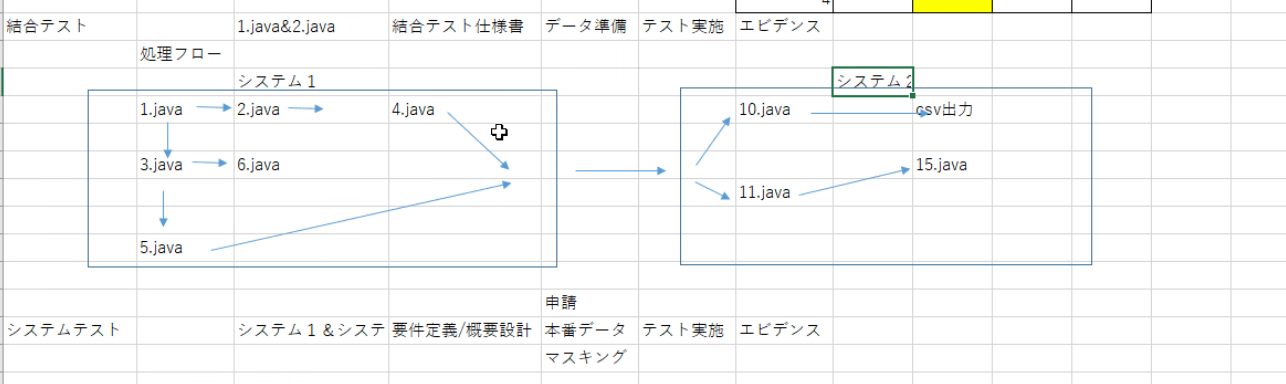 4
結合テスト 1.java&2.java 結合テスト仕様書 データ準備 テスト実施 エビデンス
処理フロー
システム1 システム2
1.java 2.java 4.java 10.java csv出力
3.java 6.java 15.java
11.java
5.java
申請
システムテスト システム1&システ 要件定義/概要設計 本番データ テスト実施 エビデンス
マスキング